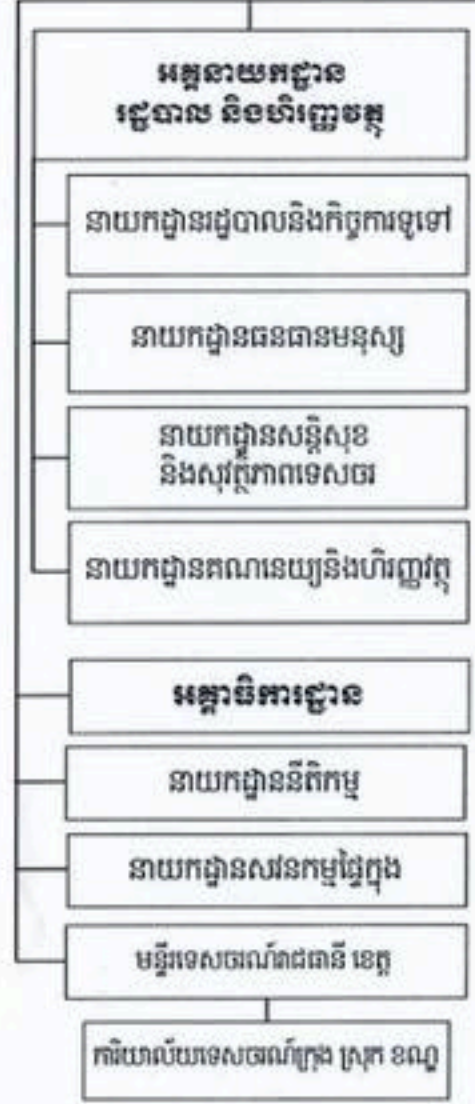 អគ្គនាយកដ្ឋាន
រដ្ឋបាល និងហិរញ្ញវត្ថុ
នាយកដ្ឋានរដ្ឋបាលនិងកិច្ចការទូទៅ
នាយកដ្ឋានធនធានមនុស្ស
នាយកដ្ឋានសន្តិសុខ
និងសុវត្ថិភាពទេសចរ
នាយកដ្ឋានគណនេយ្យនិងហិរញ្ញវត្ថុ
អគ្គាធិការដ្ឋាន
នាយកដ្ឋាននីតិកម្ម
នាយកដ្ឋានសវនកម្មផ្ទៃក្នុង
មន្ទីរទេសចរណ៍រាជធានី ខេត្ត
ការិយាល័យទេសចរណ៍ក្រុង ស្រុក ខណ្ឌ